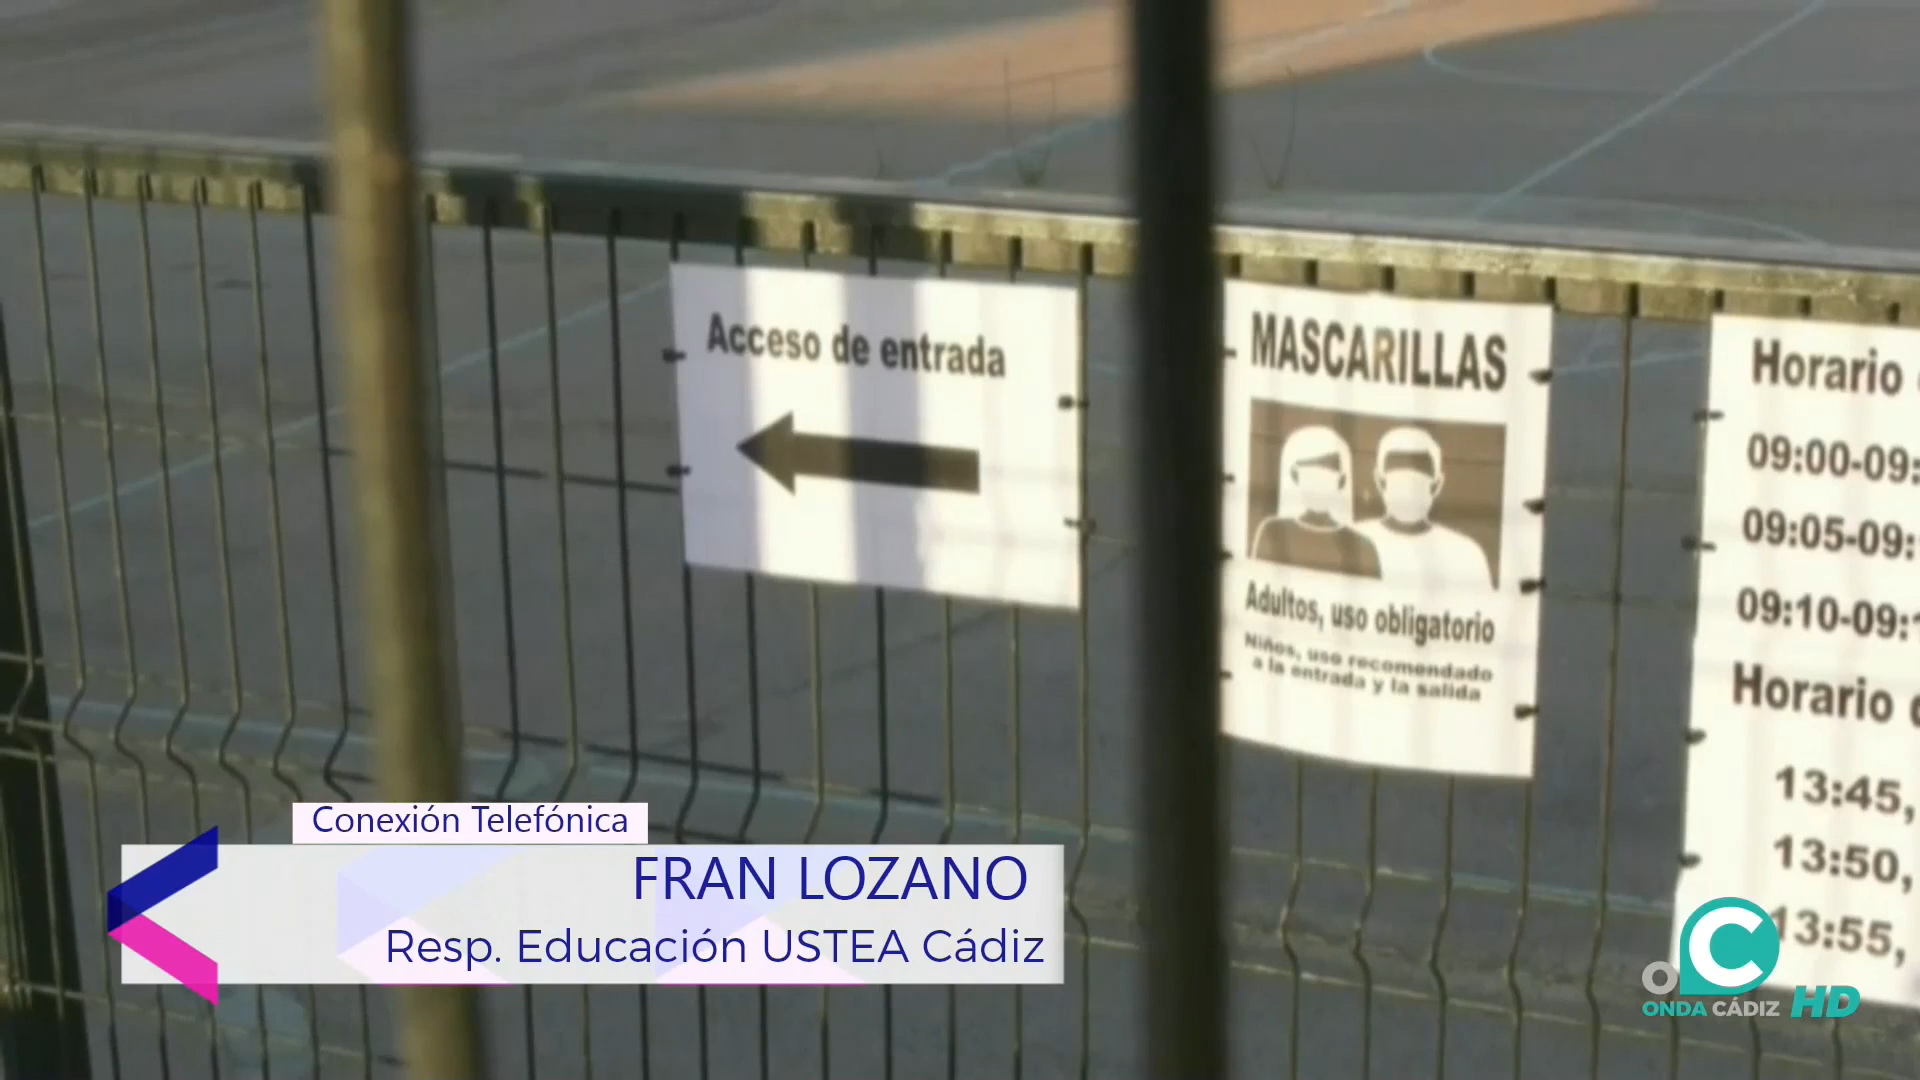 Acceso de entrada
MASCARILLAS
Adultos, uso obligatorio
Niños, uso recomendado
a la entrada y la salida
Horario
09:00-09:
09:05-09:
09:10-09:1
Horario
13:45,
13:50,
13:55,
Conexión Telefónica
FRAN LOZANO
Resp. Educación USTEA Cádiz
ONDA CÁDIZ HD